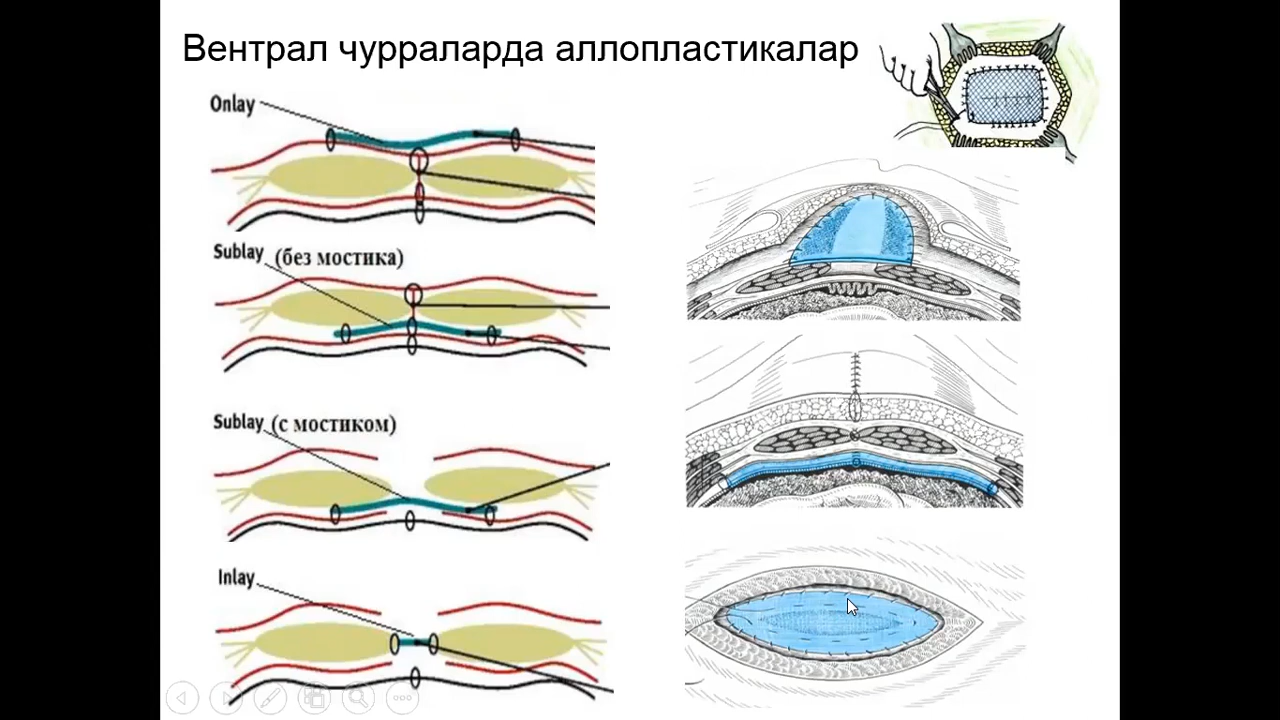 Вентрал чурраларда аллопластикалар
Onlay
Sublay (без мостика)
Sublay (с мостиком)
Inlay